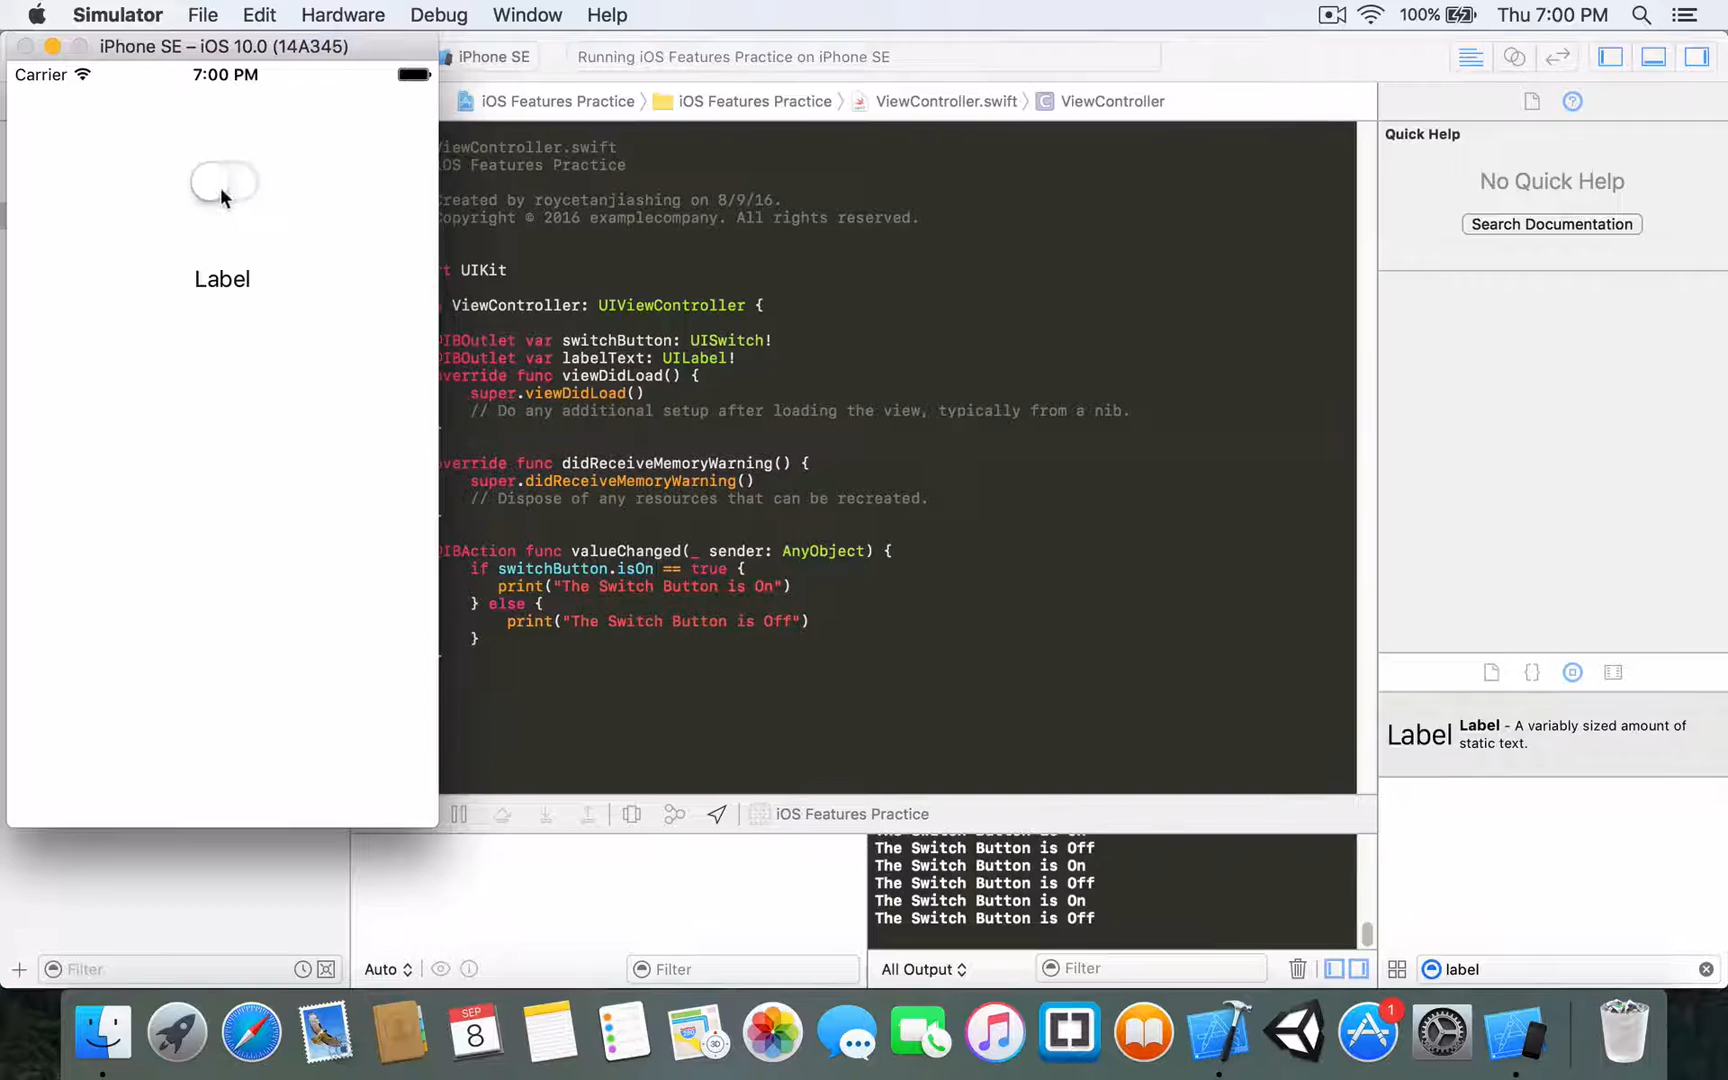 Simulator File Edit Hardware Debug Window Help 100% Thu 7:00 PM
iPhone SE – iOS 10.0 (14A345)
iPhone SE Running iOS Features Practice on iPhone SE
Carrier 7:00 PM
iOS Features Practice ViewController.swift ViewController
iOS Features Practice
Label
ViewController.swift
iOS Features Practice
Created by roycetanjiashing on 8/9/16.
Copyright © 2016 examplecompany. All rights reserved.
t UIKit
ViewController: UIViewController {
IBOutlet var switchButton: UISwitch!
IBOutlet var labelText: UILabel!
verride func viewDidLoad() {
super.viewDidLoad()
// Do any additional setup after loading the view, typically from a nib.
verride func didReceiveMemoryWarning() {
super.didReceiveMemoryWarning()
// Dispose of any resources that can be recreated.
IBAction func valueChanged(_ sender: AnyObject) {
if switchButton.isOn == true {
print("The Switch Button is On")
} else {
print("The Switch Button is Off")
}
iOS Features Practice
The Switch Button is Off
The Switch Button is On
The Switch Button is Off
The Switch Button is On
The Switch Button is Off
Quick Help
No Quick Help
Search Documentation
Label Label - A variably sized amount of
static text.
Filter Auto Filter All Output Filter label
SEP
8
3D
1